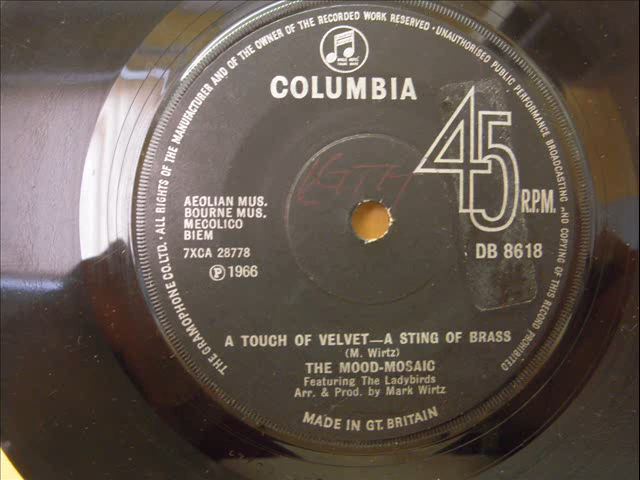 THE GRAMOPHONE CO. LTD. · ALL RIGHTS OF THE MANUFACTURER AND OF THE OWNER OF THE RECORDED WORK RESERVED · UNAUTHORISED PUBLIC PERFORMANCE BROADCASTING AND COPYING OF THIS RECORD PROHIBITED
COLUMBIA
45
R.P.M.
AEOLIAN MUS.
BOURNE MUS.
MECOLICO
BIEM
7XCA 28778
Ⓟ 1966
DB 8618
A TOUCH OF VELVET—A STING OF BRASS
(M. Wirtz)
THE MOOD-MOSAIC
Featuring The Ladybirds
Arr. & Prod. by Mark Wirtz
MADE IN GT. BRITAIN